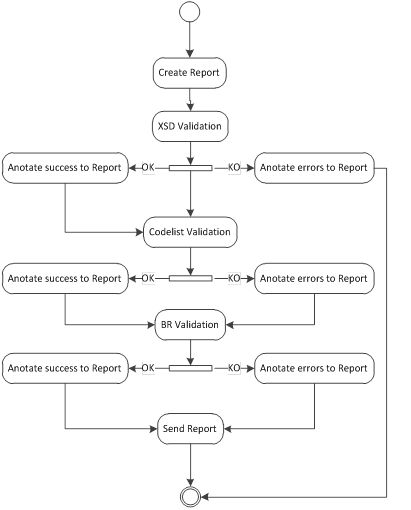 Create Report
XSD Validation
Anotate success to Report
OK
KO
Anotate errors to Report
Codelist Validation
Anotate success to Report
OK
KO
Anotate errors to Report
BR Validation
Anotate success to Report
OK
KO
Anotate errors to Report
Send Report